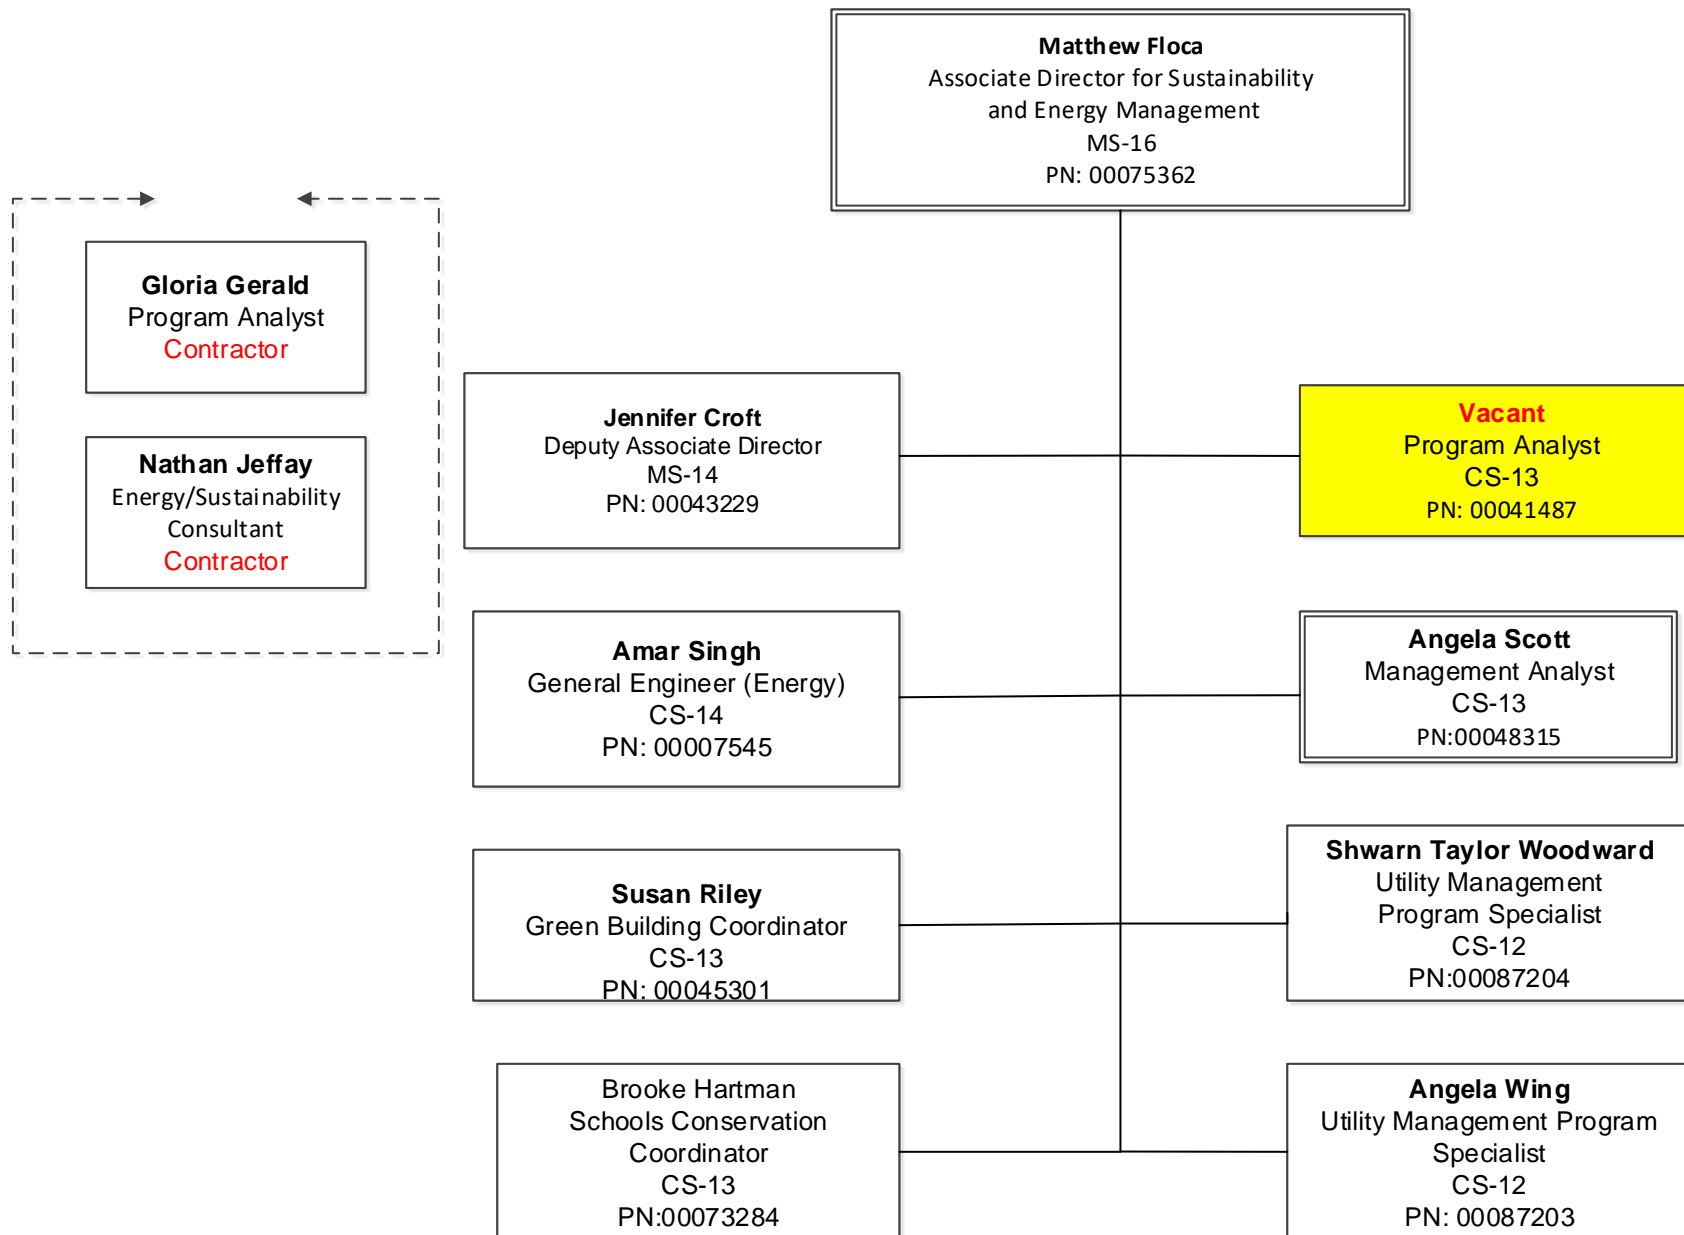 Matthew Floca
Associate Director for Sustainability
and Energy Management
MS-16
PN: 00075362
Gloria Gerald
Program Analyst
Contractor
Nathan Jeffay
Energy/Sustainability
Consultant
Contractor
Jennifer Croft
Deputy Associate Director
MS-14
PN: 00043229
Vacant
Program Analyst
CS-13
PN: 00041487
Amar Singh
General Engineer (Energy)
CS-14
PN: 00007545
Angela Scott
Management Analyst
CS-13
PN:00048315
Susan Riley
Green Building Coordinator
CS-13
PN: 00045301
Shwarn Taylor Woodward
Utility Management
Program Specialist
CS-12
PN:00087204
Brooke Hartman
Schools Conservation
Coordinator
CS-13
PN:00073284
Angela Wing
Utility Management Program
Specialist
CS-12
PN: 00087203